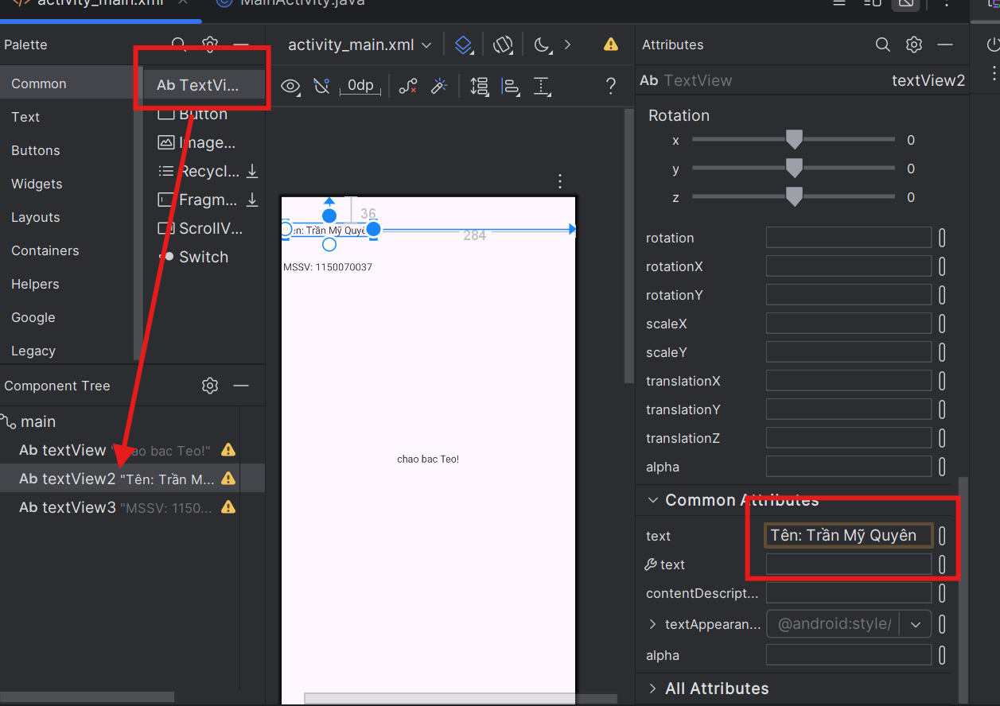 activity_main.xml
MainActivity.java
Palette
Common
Text
Buttons
Widgets
Layouts
Containers
Helpers
Google
Legacy
Ab TextVi...
Button
Image...
Recycl...
Fragm...
ScrollV...
Switch
Component Tree
main
Ab textView ao bac Teo!"
Ab textView2 "Tên: Trần M...
Ab textView3 "MSSV: 1150...
activity_main.xml
0dp
?
36
284
ên: Trần Mỹ Quyê
MSSV: 1150070037
chao bac Teo!
Attributes
Ab TextView textView2
Rotation
x 0
y 0
z 0
rotation
rotationX
rotationY
scaleX
scaleY
translationX
translationY
translationZ
alpha
Common Attributes
text Tên: Trần Mỹ Quyên
text
contentDescript...
textAppearan... @android:style/
alpha
All Attributes